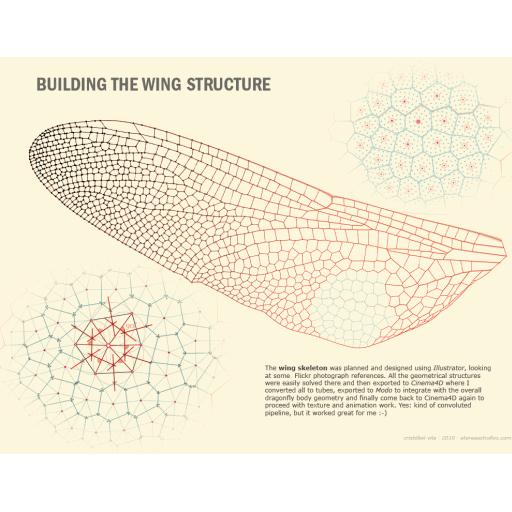 BUILDING THE WING STRUCTURE
The wing skeleton was planned and designed using Illustrator, looking
at some Flickr photograph references. All the geometrical structures
were easily solved there and then exported to Cinema4D where I
converted all to tubes, exported to Modo to integrate with the overall
dragonfly body geometry and finally come back to Cinema4D again to
proceed with texture and animation work. Yes: kind of convoluted
pipeline, but it worked great for me :-)
cristóbal vila · 2010 · etereaestudios.com